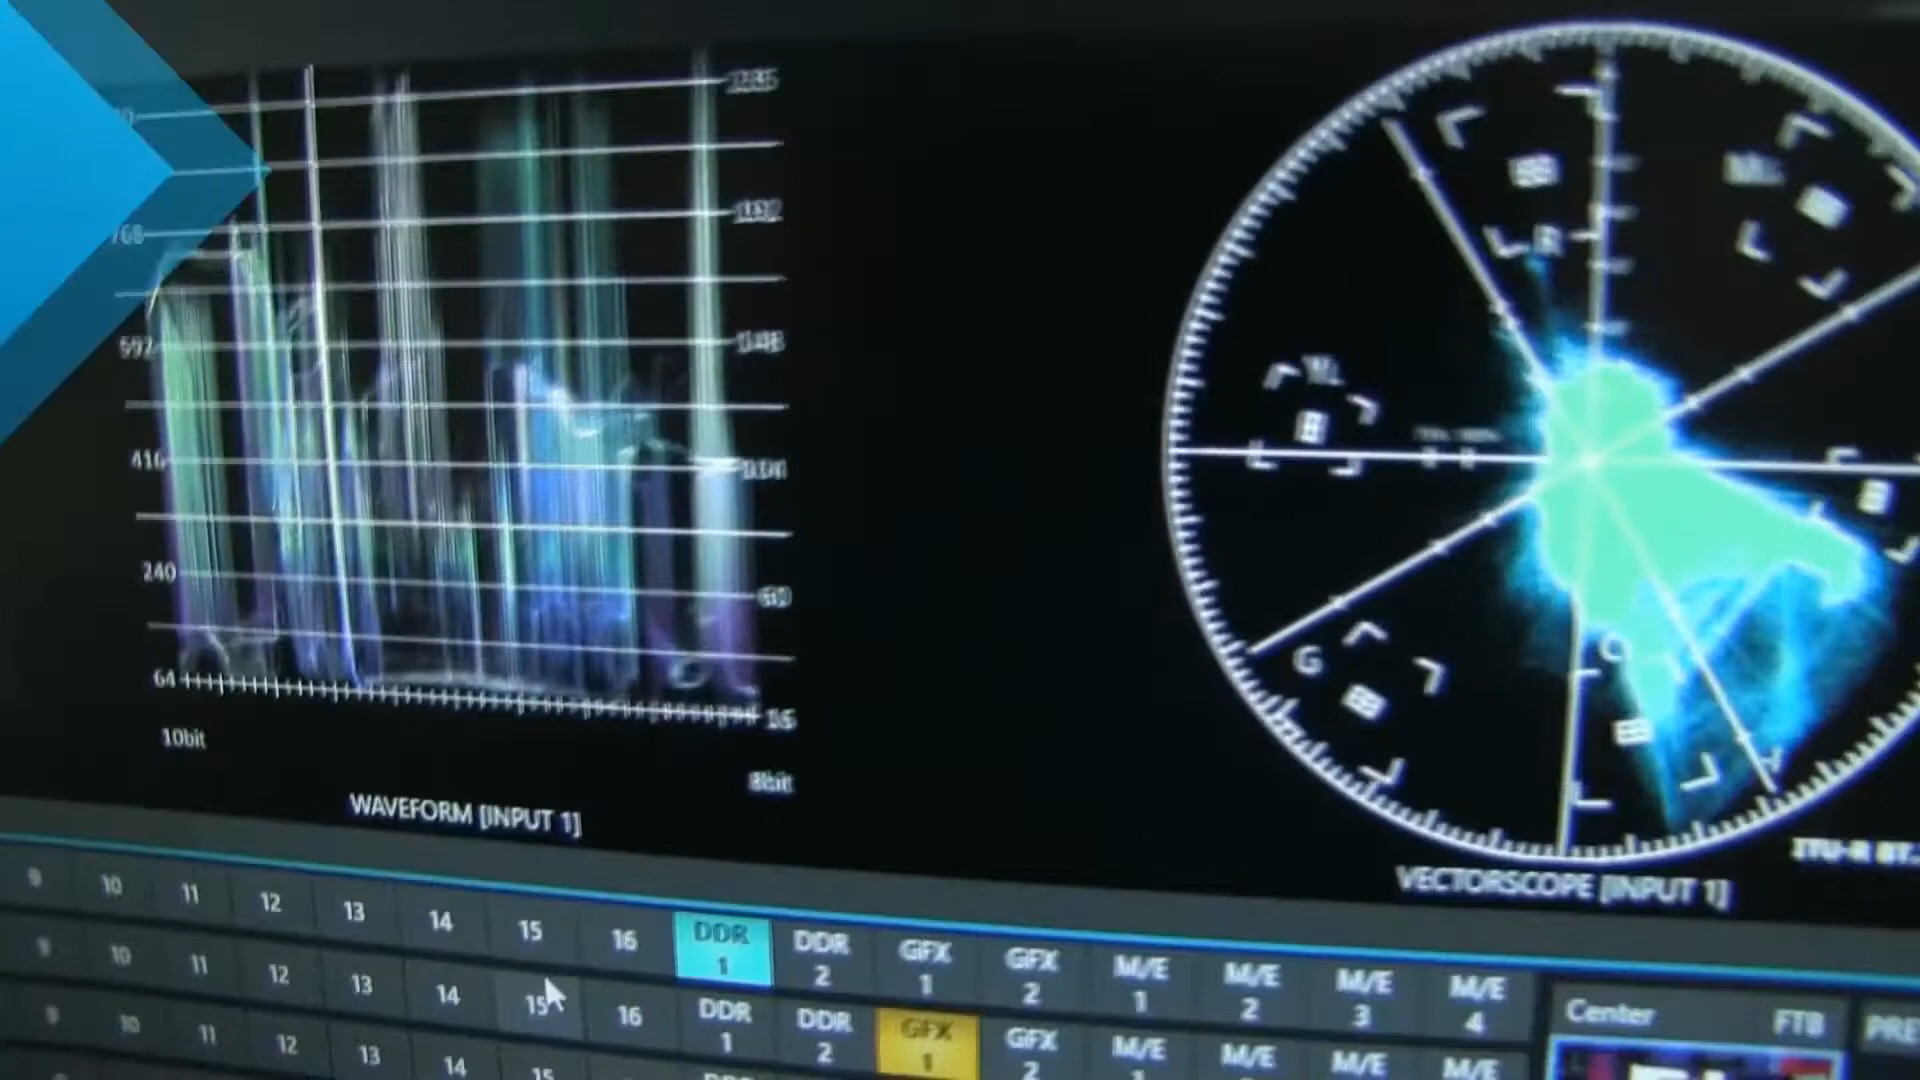 768
592
416
240
60
64
16
10bit
8bit
R
G
B
WAVEFORM [INPUT 1]
VECTORSCOPE [INPUT 1]
9 10 11 12 13 14 15 16 DDR 1 DDR 2 GFX 1 GFX 2 M/E 1 M/E 2 M/E 3 M/E 4
9 10 11 12 13 14 15 16 DDR 1 DDR 2 GFX 1 GFX 2 M/E 1 M/E M/E M/E
9 10 11 12 13 14 15
Center FTB